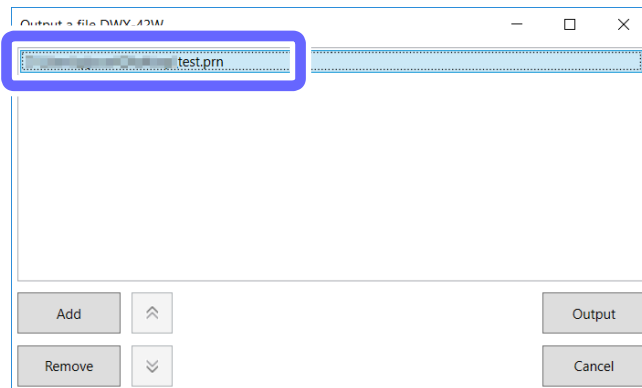 Output a file DWX-42W
test.prn
Add
Output
Remove
Cancel